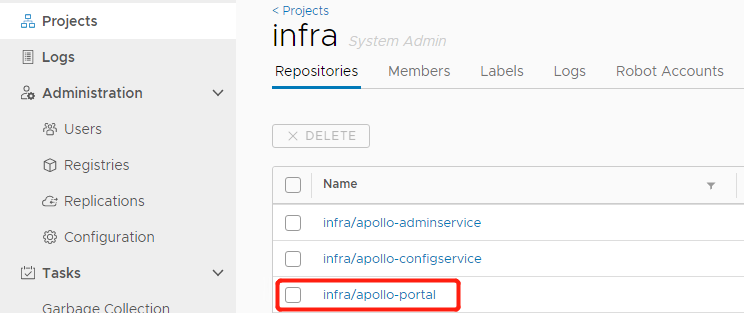 Projects
Logs
Administration
Users
Registries
Replications
Configuration
Tasks
Garbage Collection
< Projects
infra System Admin
Repositories Members Labels Logs Robot Accounts
× DELETE
Name
infra/apollo-adminservice
infra/apollo-configservice
infra/apollo-portal